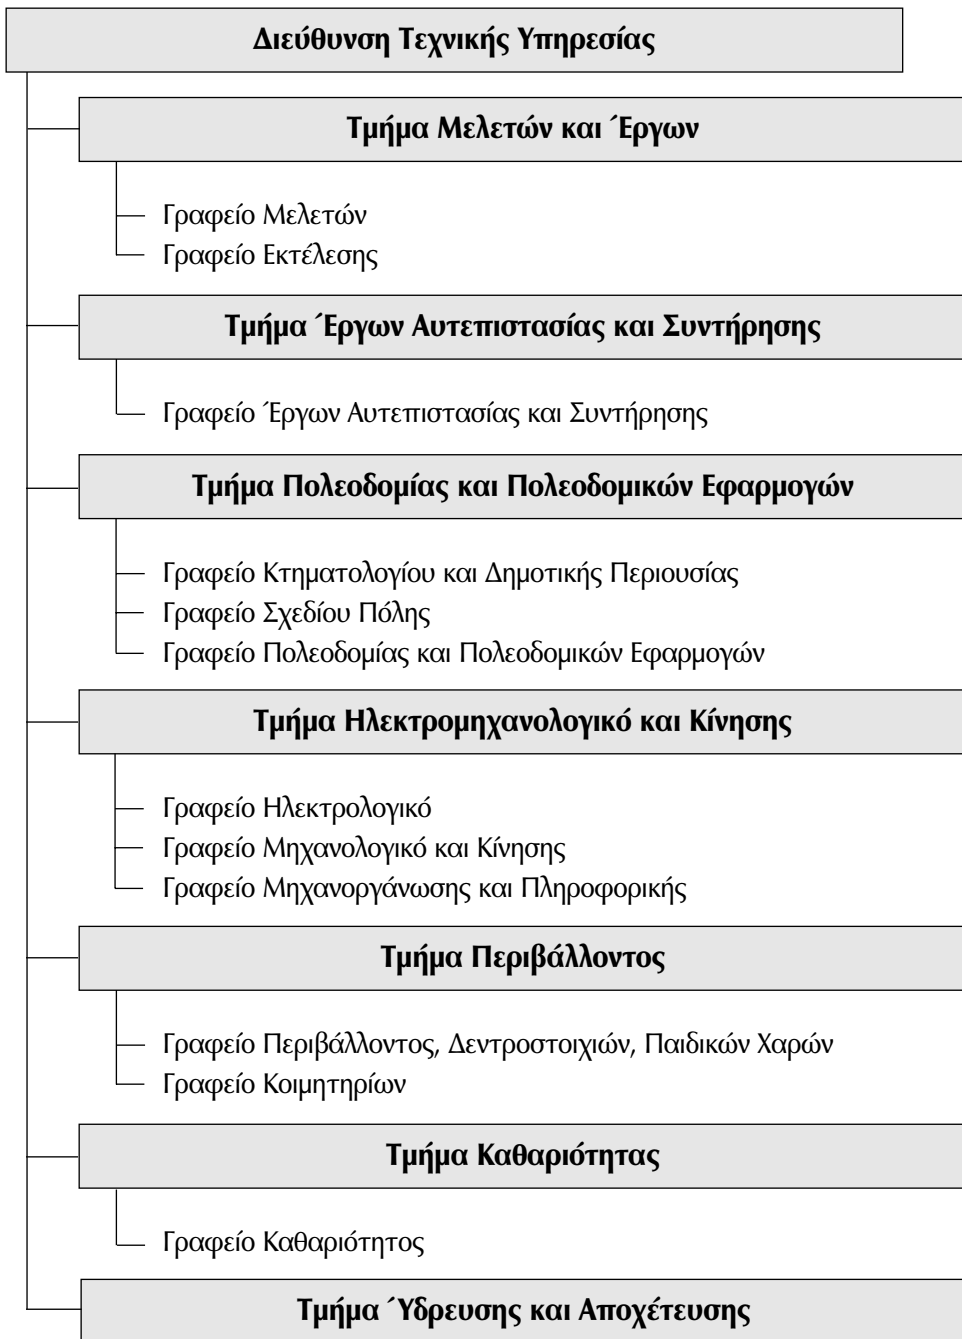 Διεύθυνση Τεχνικής Υπηρεσίας
Τμήμα Μελετών και Έργων
Γραφείο Μελετών
Γραφείο Εκτέλεσης
Τμήμα Έργων Αυτεπιστασίας και Συντήρησης
Γραφείο Έργων Αυτεπιστασίας και Συντήρησης
Τμήμα Πολεοδομίας και Πολεοδομικών Εφαρμογών
Γραφείο Κτηματολογίου και Δημοτικής Περιουσίας
Γραφείο Σχεδίου Πόλης
Γραφείο Πολεοδομίας και Πολεοδομικών Εφαρμογών
Τμήμα Ηλεκτρομηχανολογικό και Κίνησης
Γραφείο Ηλεκτρολογικό
Γραφείο Μηχανολογικό και Κίνησης
Γραφείο Μηχανοργάνωσης και Πληροφορικής
Τμήμα Περιβάλλοντος
Γραφείο Περιβάλλοντος, Δεντροστοιχιών, Παιδικών Χαρών
Γραφείο Κοιμητηρίων
Τμήμα Καθαριότητας
Γραφείο Καθαριότητος
Τμήμα Ύδρευσης και Αποχέτευσης